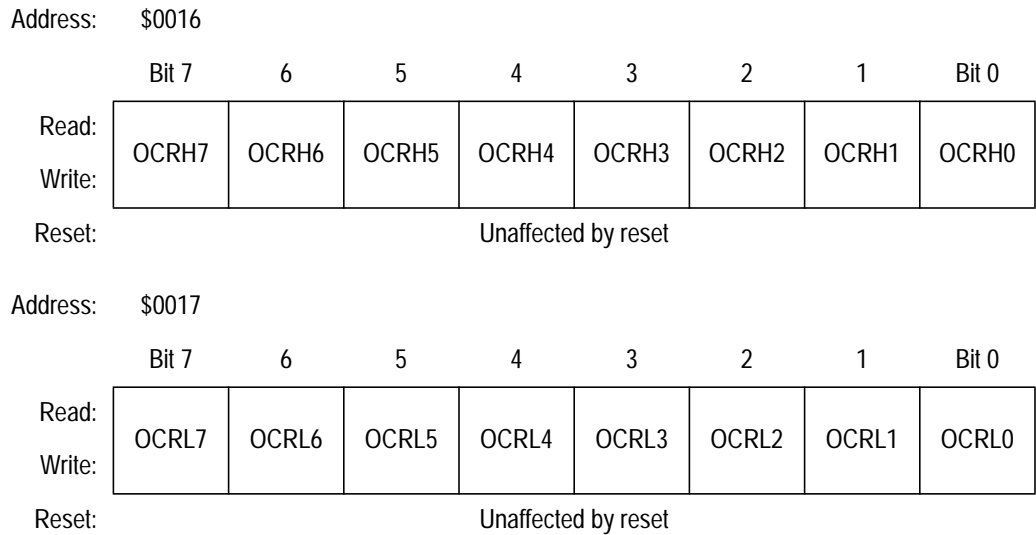 Address: $0016
Bit 7 6 5 4 3 2 1 Bit 0
Read:
OCRH7 OCRH6 OCRH5 OCRH4 OCRH3 OCRH2 OCRH1 OCRH0
Write:
Reset: Unaffected by reset
Address: $0017
Bit 7 6 5 4 3 2 1 Bit 0
Read:
OCRL7 OCRL6 OCRL5 OCRL4 OCRL3 OCRL2 OCRL1 OCRL0
Write:
Reset: Unaffected by reset